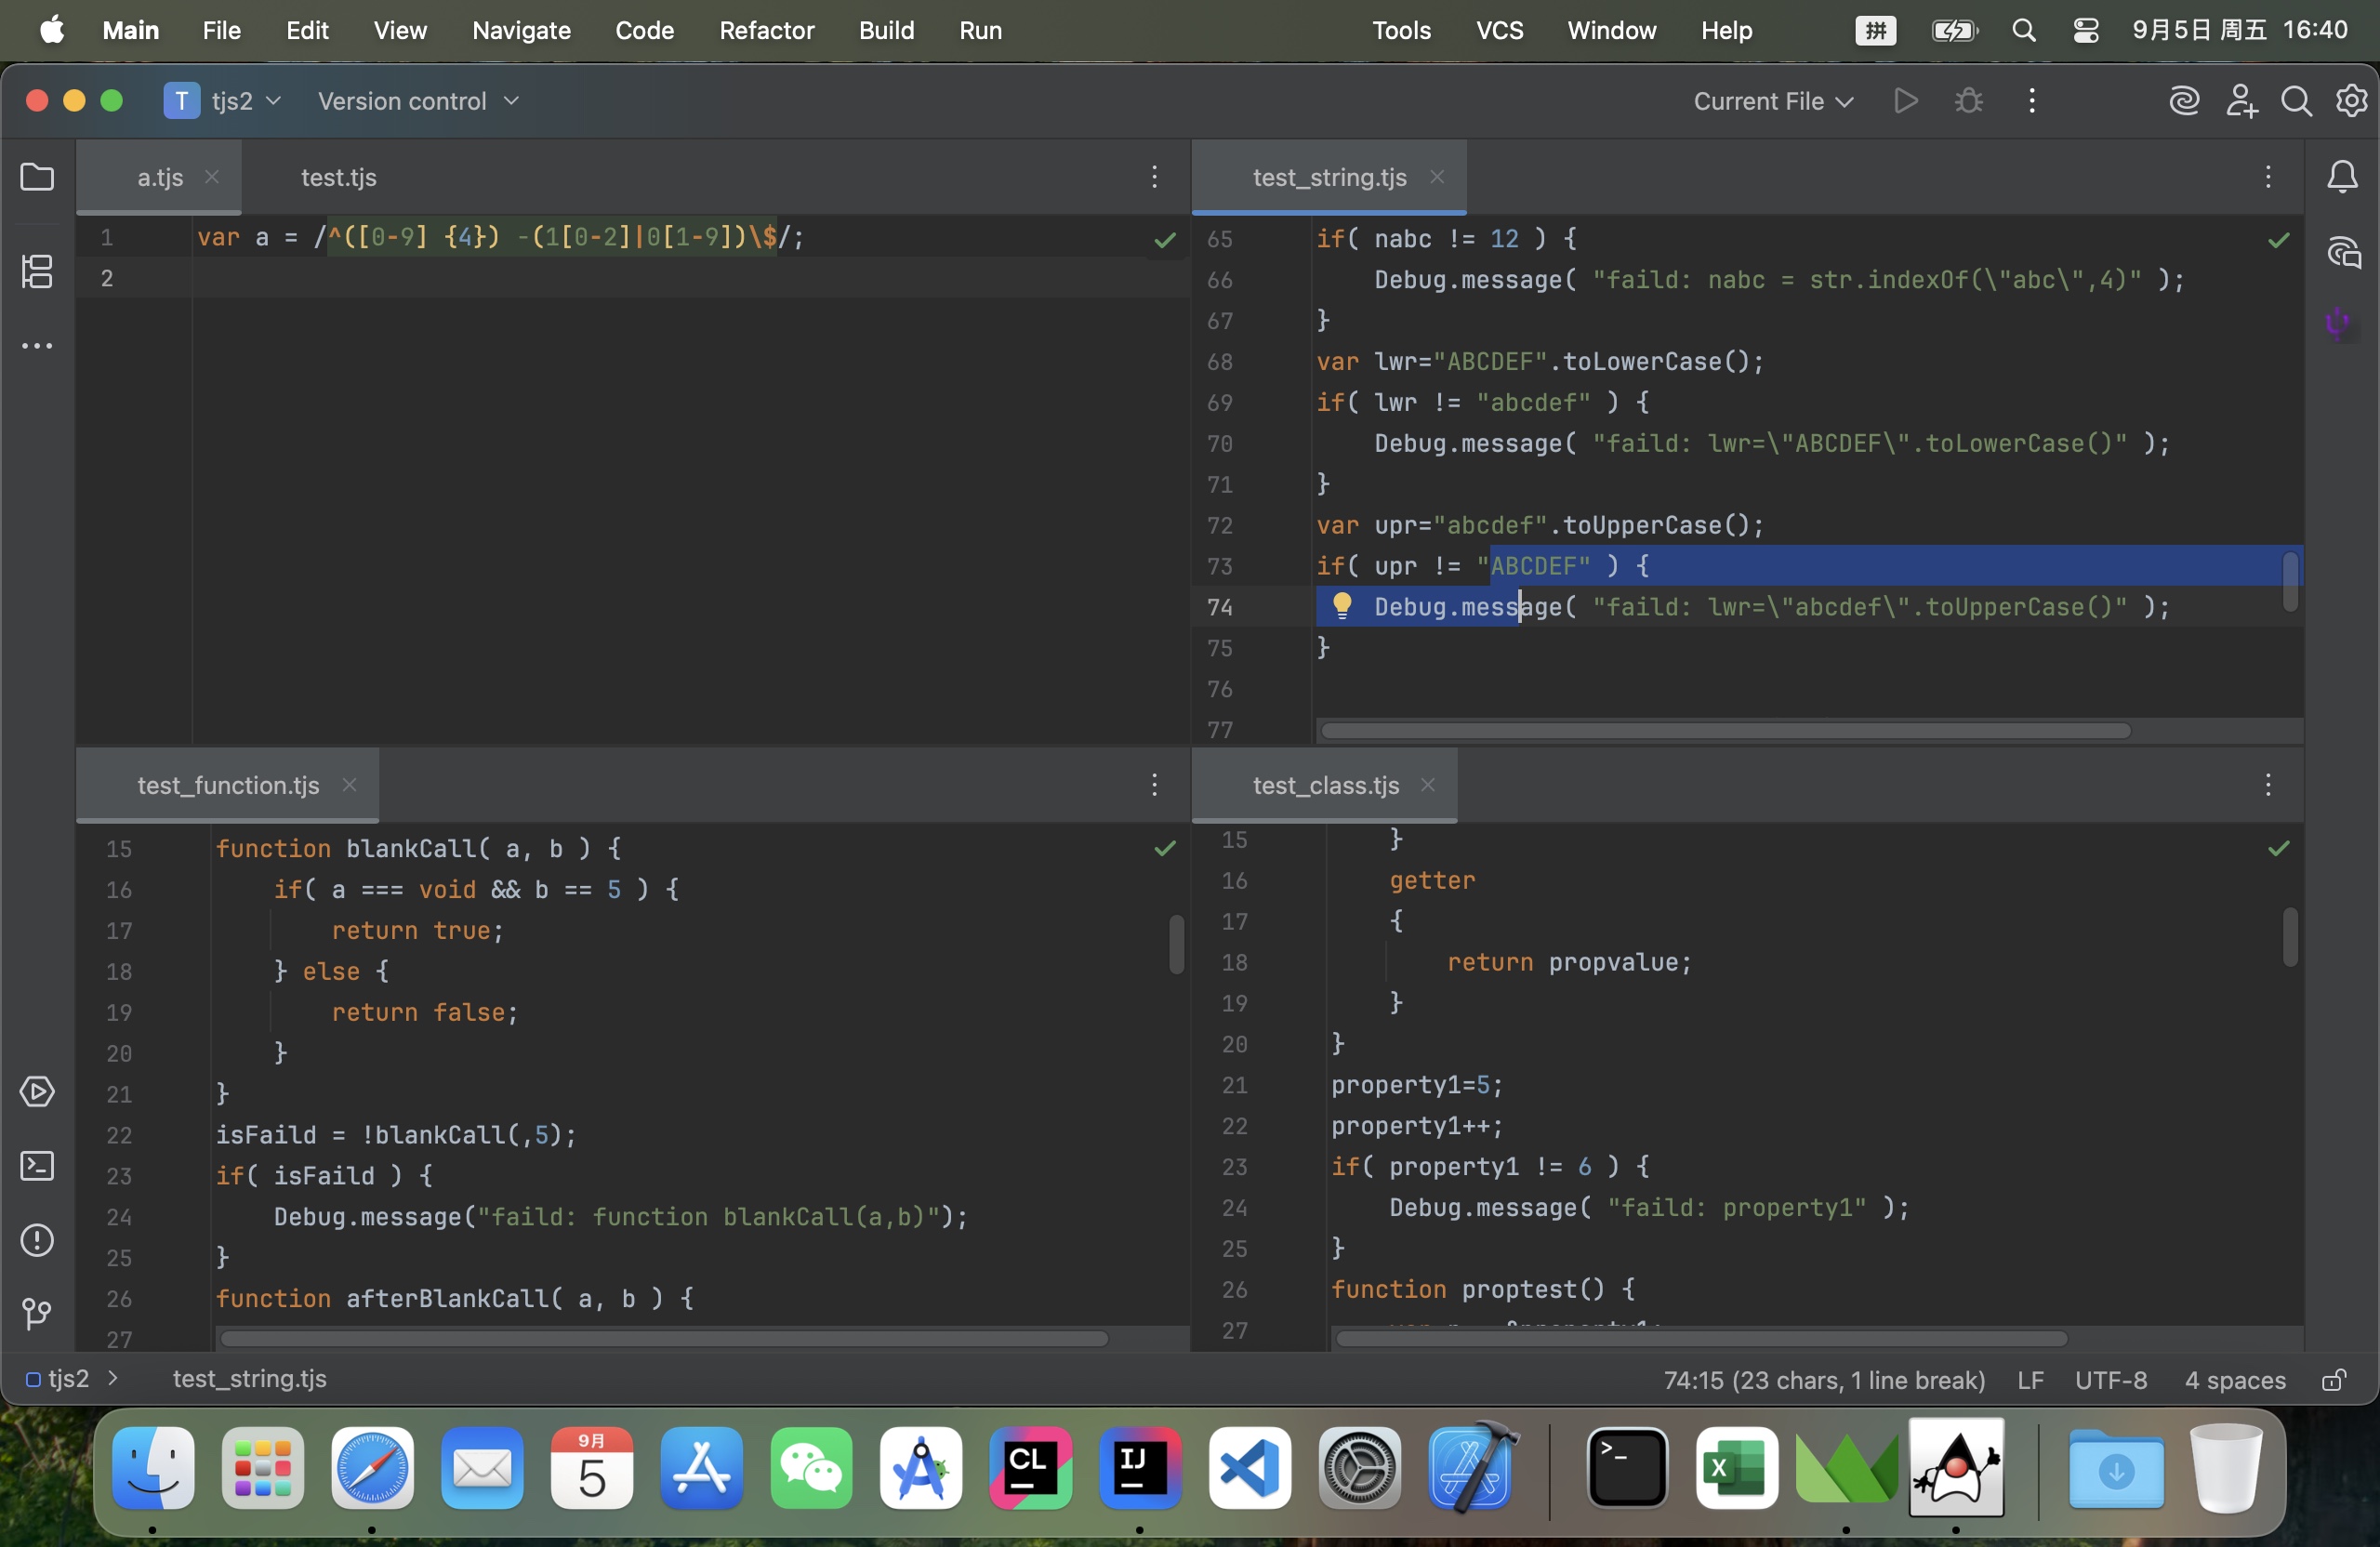 Main File Edit View Navigate Code Refactor Build Run Tools VCS Window Help 拼 9月5日 周五 16:40
T tjs2 Version control Current File
a.tjs test.tjs
1 var a = /^([0-9] {4}) -(1[0-2]|0[1-9])\$/;
2
test_string.tjs
65 if( nabc != 12 ) {
66 Debug.message( "faild: nabc = str.indexOf(\"abc\",4)" );
67 }
68 var lwr="ABCDEF".toLowerCase();
69 if( lwr != "abcdef" ) {
70 Debug.message( "faild: lwr=\"ABCDEF\".toLowerCase()" );
71 }
72 var upr="abcdef".toUpperCase();
73 if( upr != "ABCDEF" ) {
74 Debug.message( "faild: lwr=\"abcdef\".toUpperCase()" );
75 }
76
77
test_function.tjs
15 function blankCall( a, b ) {
16 if( a === void && b == 5 ) {
17 return true;
18 } else {
19 return false;
20 }
21 }
22 isFaild = !blankCall(,5);
23 if( isFaild ) {
24 Debug.message("faild: function blankCall(a,b)");
25 }
26 function afterBlankCall( a, b ) {
27
test_class.tjs
15 }
16 getter
17 {
18 return propvalue;
19 }
20 }
21 property1=5;
22 property1++;
23 if( property1 != 6 ) {
24 Debug.message( "faild: property1" );
25 }
26 function proptest() {
27
tjs2 > test_string.tjs 74:15 (23 chars, 1 line break) LF UTF-8 4 spaces
9月
5
CL
IJ
>_
X